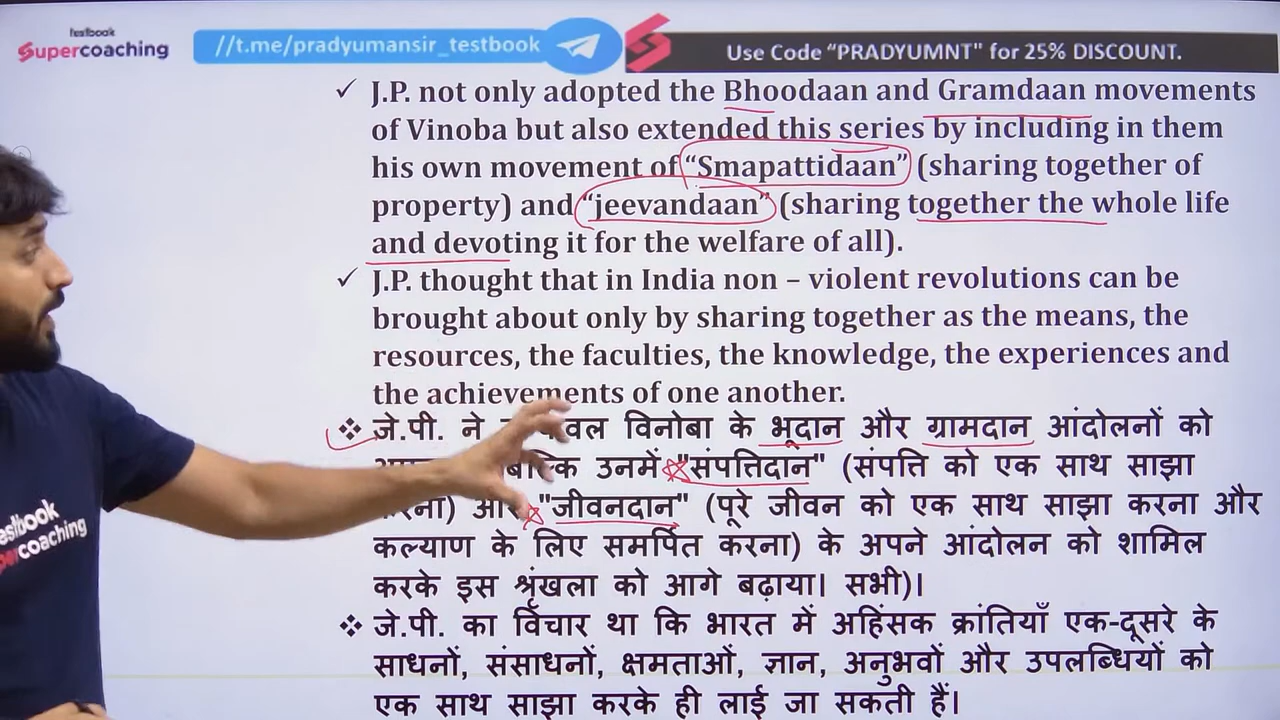 testbook
Supercoaching
//t.me/pradyumansir_testbook
Use Code “PRADYUMNT" for 25% DISCOUNT.
✓ J.P. not only adopted the Bhoodaan and Gramdaan movements
of Vinoba but also extended this series by including in them
his own movement of “Smapattidaan” (sharing together of
property) and “jeevandaan” (sharing together the whole life
and devoting it for the welfare of all).
✓ J.P. thought that in India non – violent revolutions can be
brought about only by sharing together as the means, the
resources, the faculties, the knowledge, the experiences and
the achievements of one another.
❖ जे.पी. ने विनोबा के भूदान और ग्रामदान आंदोलनों को
उनमें "संपत्तिदान" (संपत्ति को एक साथ साझा
"जीवनदान" (पूरे जीवन को एक साथ साझा करना और
कल्याण के लिए समर्पित करना) के अपने आंदोलन को शामिल
करके इस श्रृंखला को आगे बढ़ाया। सभी)।
❖ जे.पी. का विचार था कि भारत में अहिंसक क्रांतियाँ एक-दूसरे के
साधनों, संसाधनों, क्षमताओं, ज्ञान, अनुभवों और उपलब्धियों को
एक साथ साझा करके ही लाई जा सकती हैं।
testbook
coaching